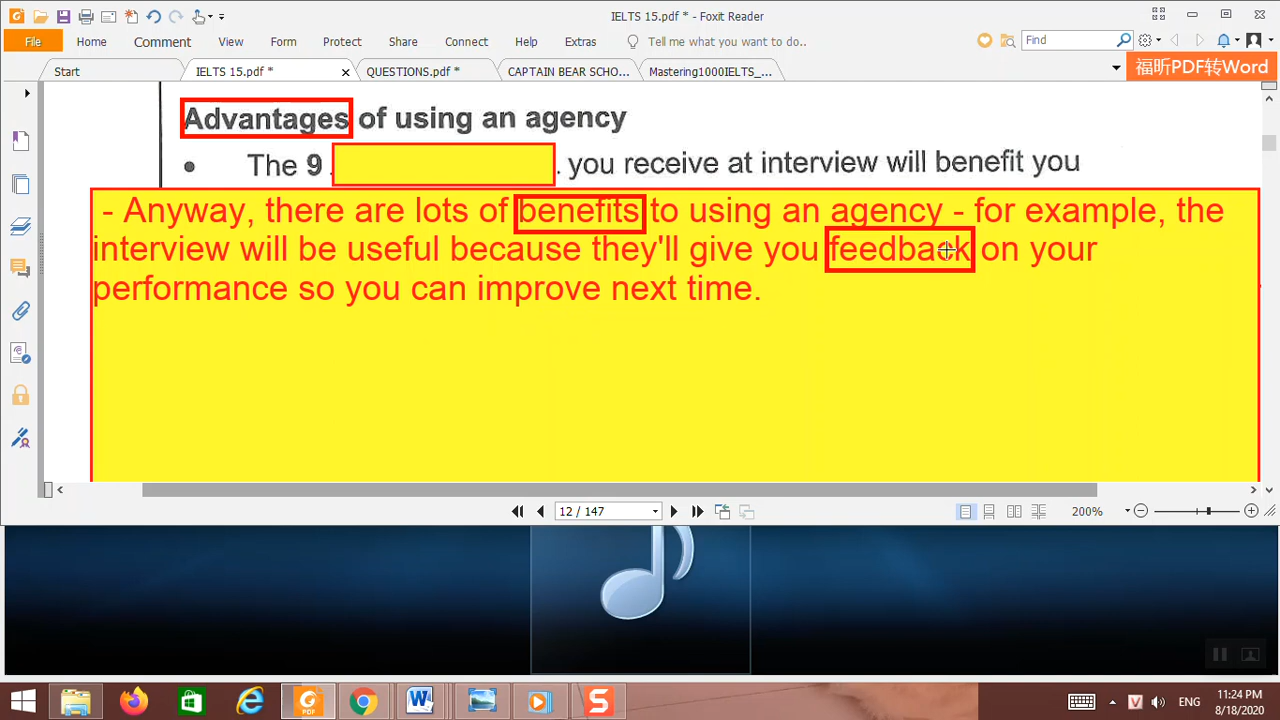 IELTS 15.pdf * - Foxit Reader
File Home Comment View Form Protect Share Connect Help Extras Tell me what you want to do.. Find
Start IELTS 15.pdf * QUESTIONS.pdf * CAPTAIN BEAR SCHO... Mastering1000IELTS_... 福昕PDF转Word
Advantages of using an agency
• The 9 . . you receive at interview will benefit you
- Anyway, there are lots of benefits to using an agency - for example, the
interview will be useful because they'll give you feedback on your
performance so you can improve next time.
12 / 147 200%
ENG 11:24 PM
8/18/2020